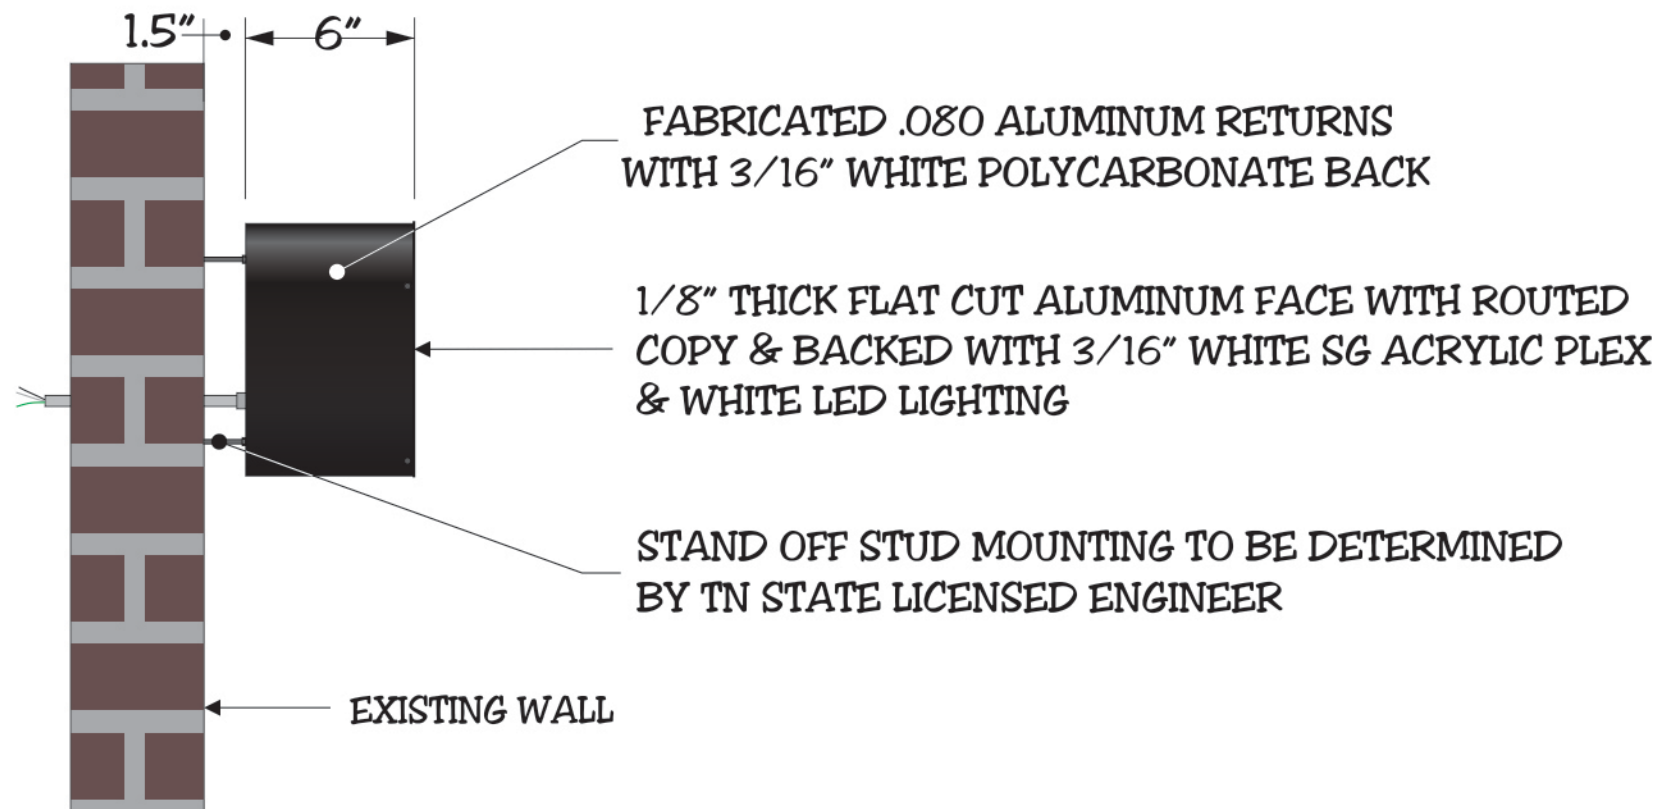 1.5"
6"
FABRICATED .080 ALUMINUM RETURNS
WITH 3/16" WHITE POLYCARBONATE BACK
1/8" THICK FLAT CUT ALUMINUM FACE WITH ROUTED
COPY & BACKED WITH 3/16" WHITE SG ACRYLIC PLEX
& WHITE LED LIGHTING
STAND OFF STUD MOUNTING TO BE DETERMINED
BY TN STATE LICENSED ENGINEER
EXISTING WALL